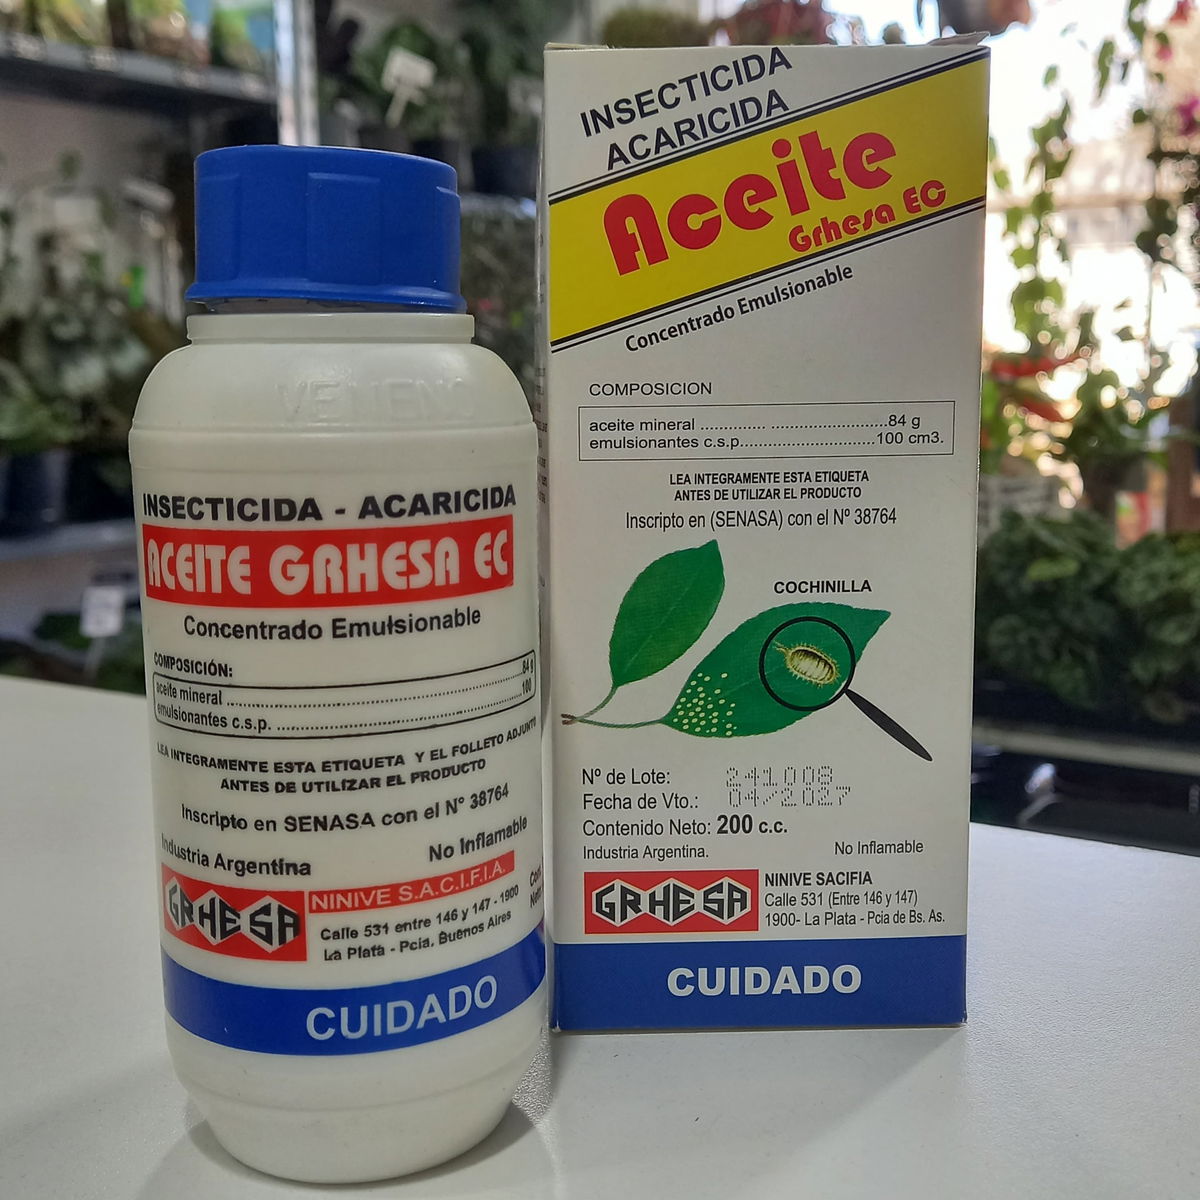 VENENO
INSECTICIDA - ACARICIDA
ACEITE GRHESA EC
Concentrado Emulsionable
COMPOSICIÓN:
aceite mineral ........................................84 g
emulsionantes c.s.p. ........................................100
LEA INTEGRAMENTE ESTA ETIQUETA Y EL FOLLETO ADJUNTO
ANTES DE UTILIZAR EL PRODUCTO
Inscripto en SENASA con el N° 38764
Industria Argentina
No Inflamable
GRHESA
NINIVE S.A.C.I.F.I.A.
Calle 531 entre 146 y 147 - 1900
La Plata - Pcia. Buenos Aires
CUIDADO
INSECTICIDA
ACARICIDA
Aceite
Grhesa EC
Concentrado Emulsionable
COMPOSICION
aceite mineral .............. .........................84 g
emulsionantes c.s.p.............................100 cm3.
LEA INTEGRAMENTE ESTA ETIQUETA
ANTES DE UTILIZAR EL PRODUCTO
Inscripto en (SENASA) con el Nº 38764
COCHINILLA
Nº de Lote: 241008
Fecha de Vto.: 04/2027
Contenido Neto: 200 c.c.
Industria Argentina.
No Inflamable
GRHESA
NINIVE SACIFIA
Calle 531 (Entre 146 y 147)
1900- La Plata - Pcia de Bs. As.
CUIDADO